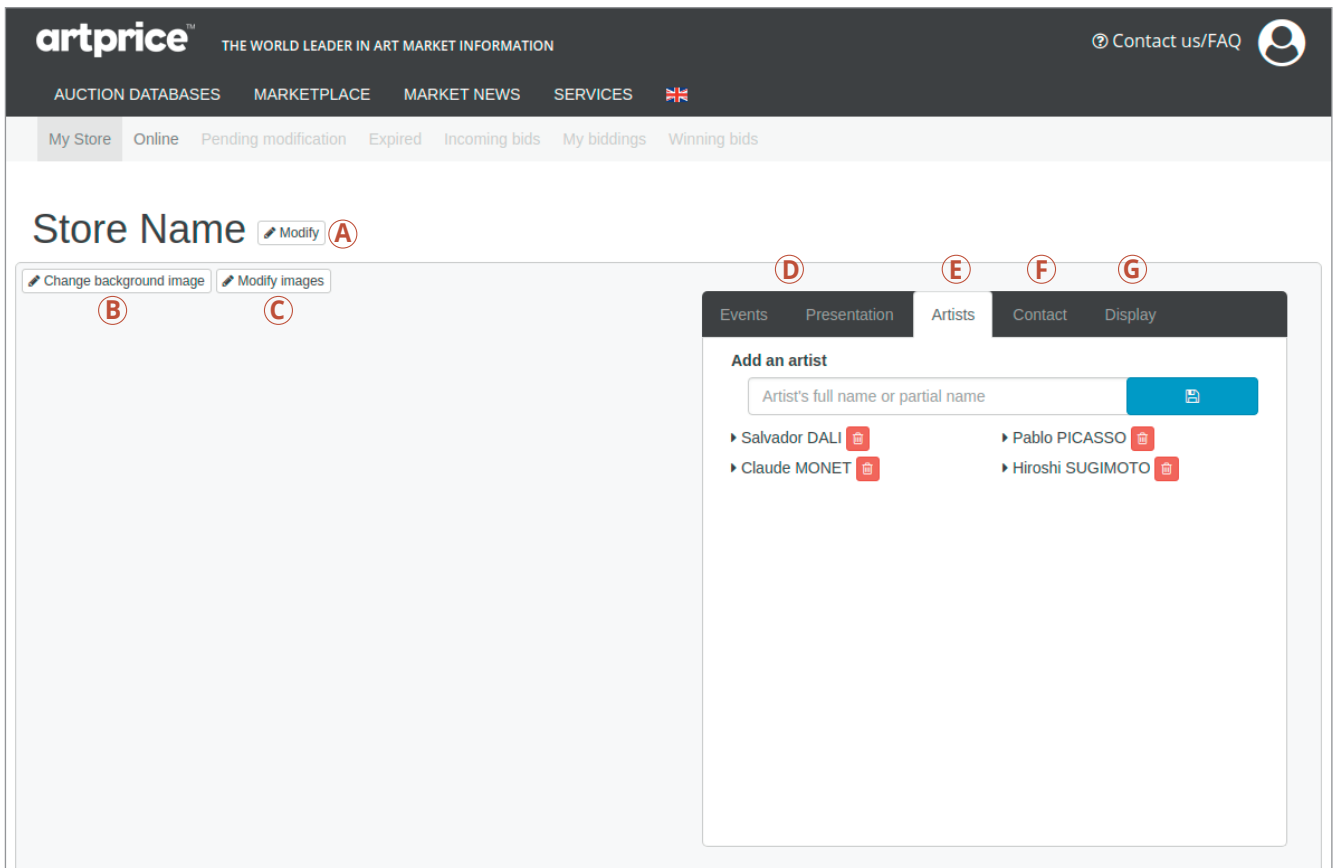 artprice™ THE WORLD LEADER IN ART MARKET INFORMATION Contact us/FAQ
AUCTION DATABASES MARKETPLACE MARKET NEWS SERVICES
My Store Online Pending modification Expired Incoming bids My biddings Winning bids
Store Name Modify A
Change background image Modify images
B C
D E F G
Events Presentation Artists Contact Display
Add an artist
Artist's full name or partial name
Salvador DALI Pablo PICASSO
Claude MONET Hiroshi SUGIMOTO